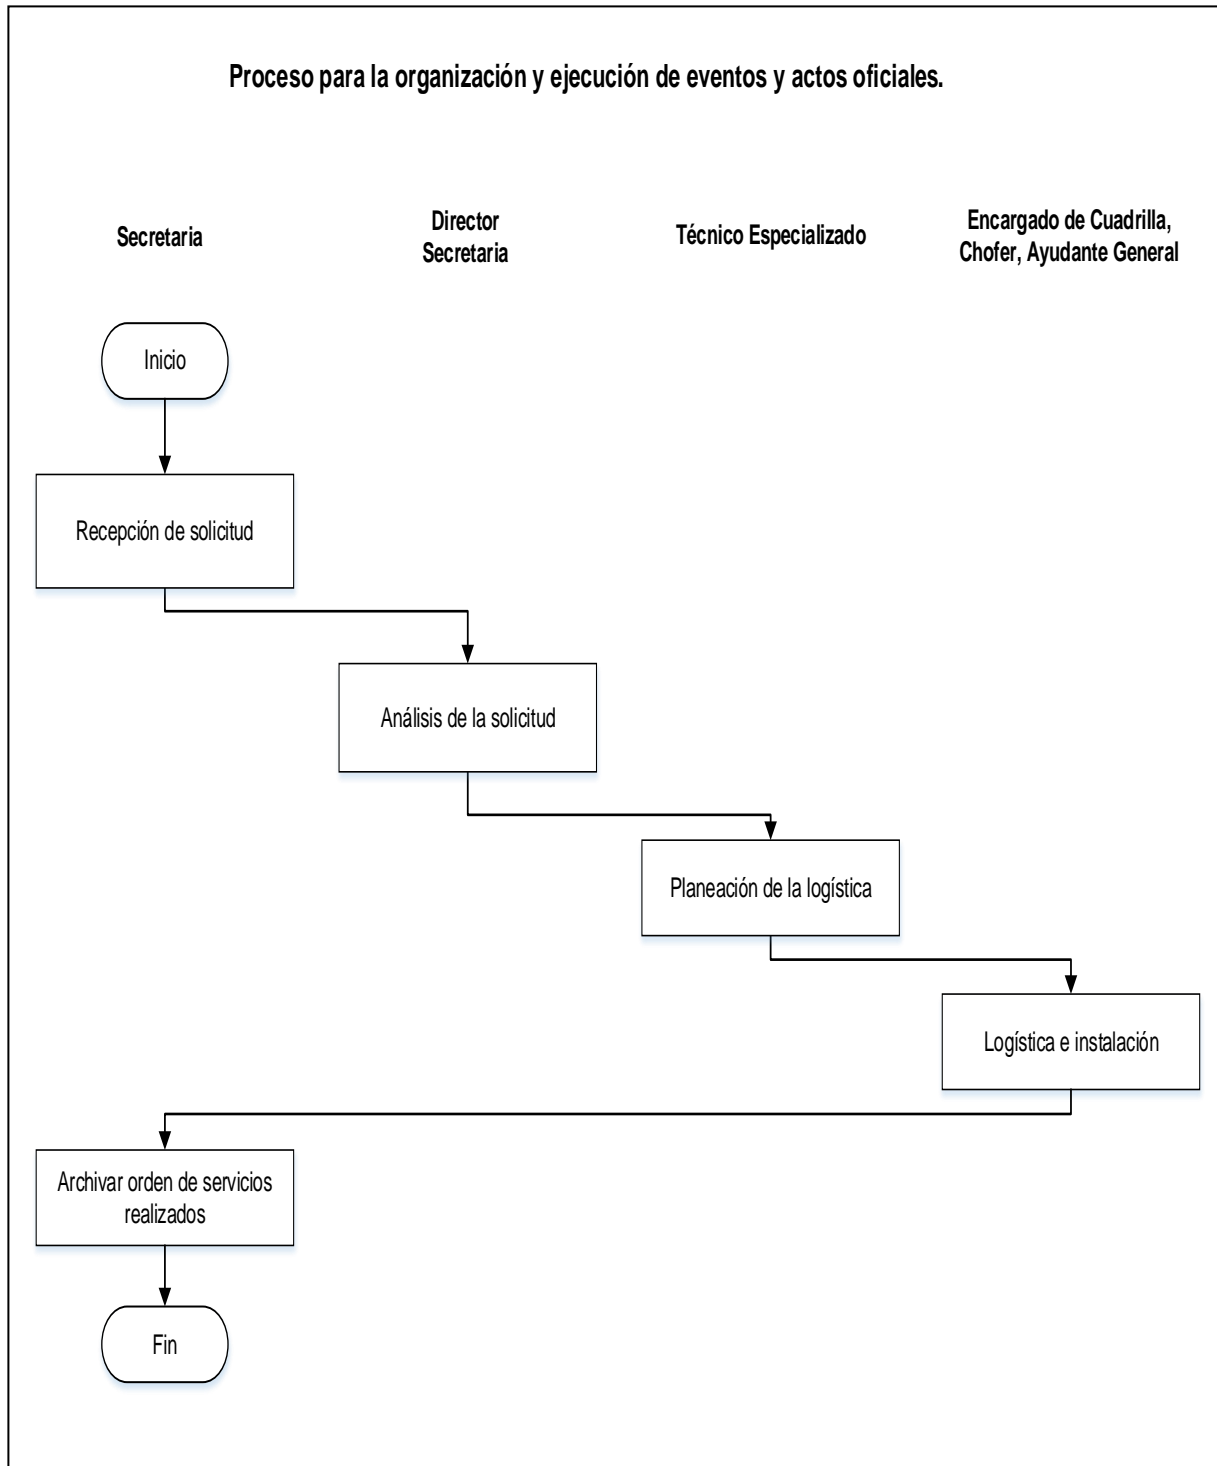 Proceso para la organización y ejecución de eventos y actos oficiales.
Secretaria
Director
Secretaria
Técnico Especializado
Encargado de Cuadrilla,
Chofer, Ayudante General
Inicio
Recepción de solicitud
Análisis de la solicitud
Planeación de la logística
Logística e instalación
Archivar orden de servicios
realizados
Fin